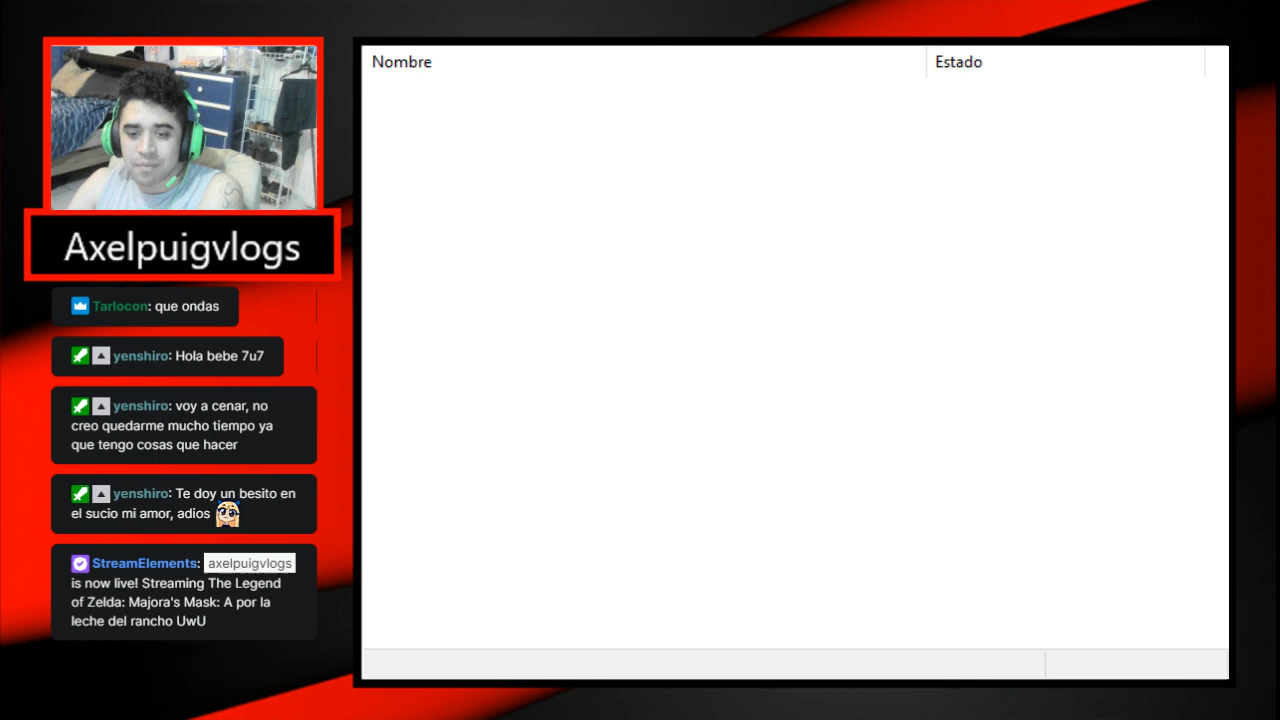 Nombre Estado
Axelpuigvlogs
Tarlocon: que ondas
yenshiro: Hola bebe 7u7
yenshiro: voy a cenar, no
creo quedarme mucho tiempo ya
que tengo cosas que hacer
yenshiro: Te doy un besito en
el sucio mi amor, adios
StreamElements: axelpuigvlogs
is now live! Streaming The Legend
of Zelda: Majora's Mask: A por la
leche del rancho UwU